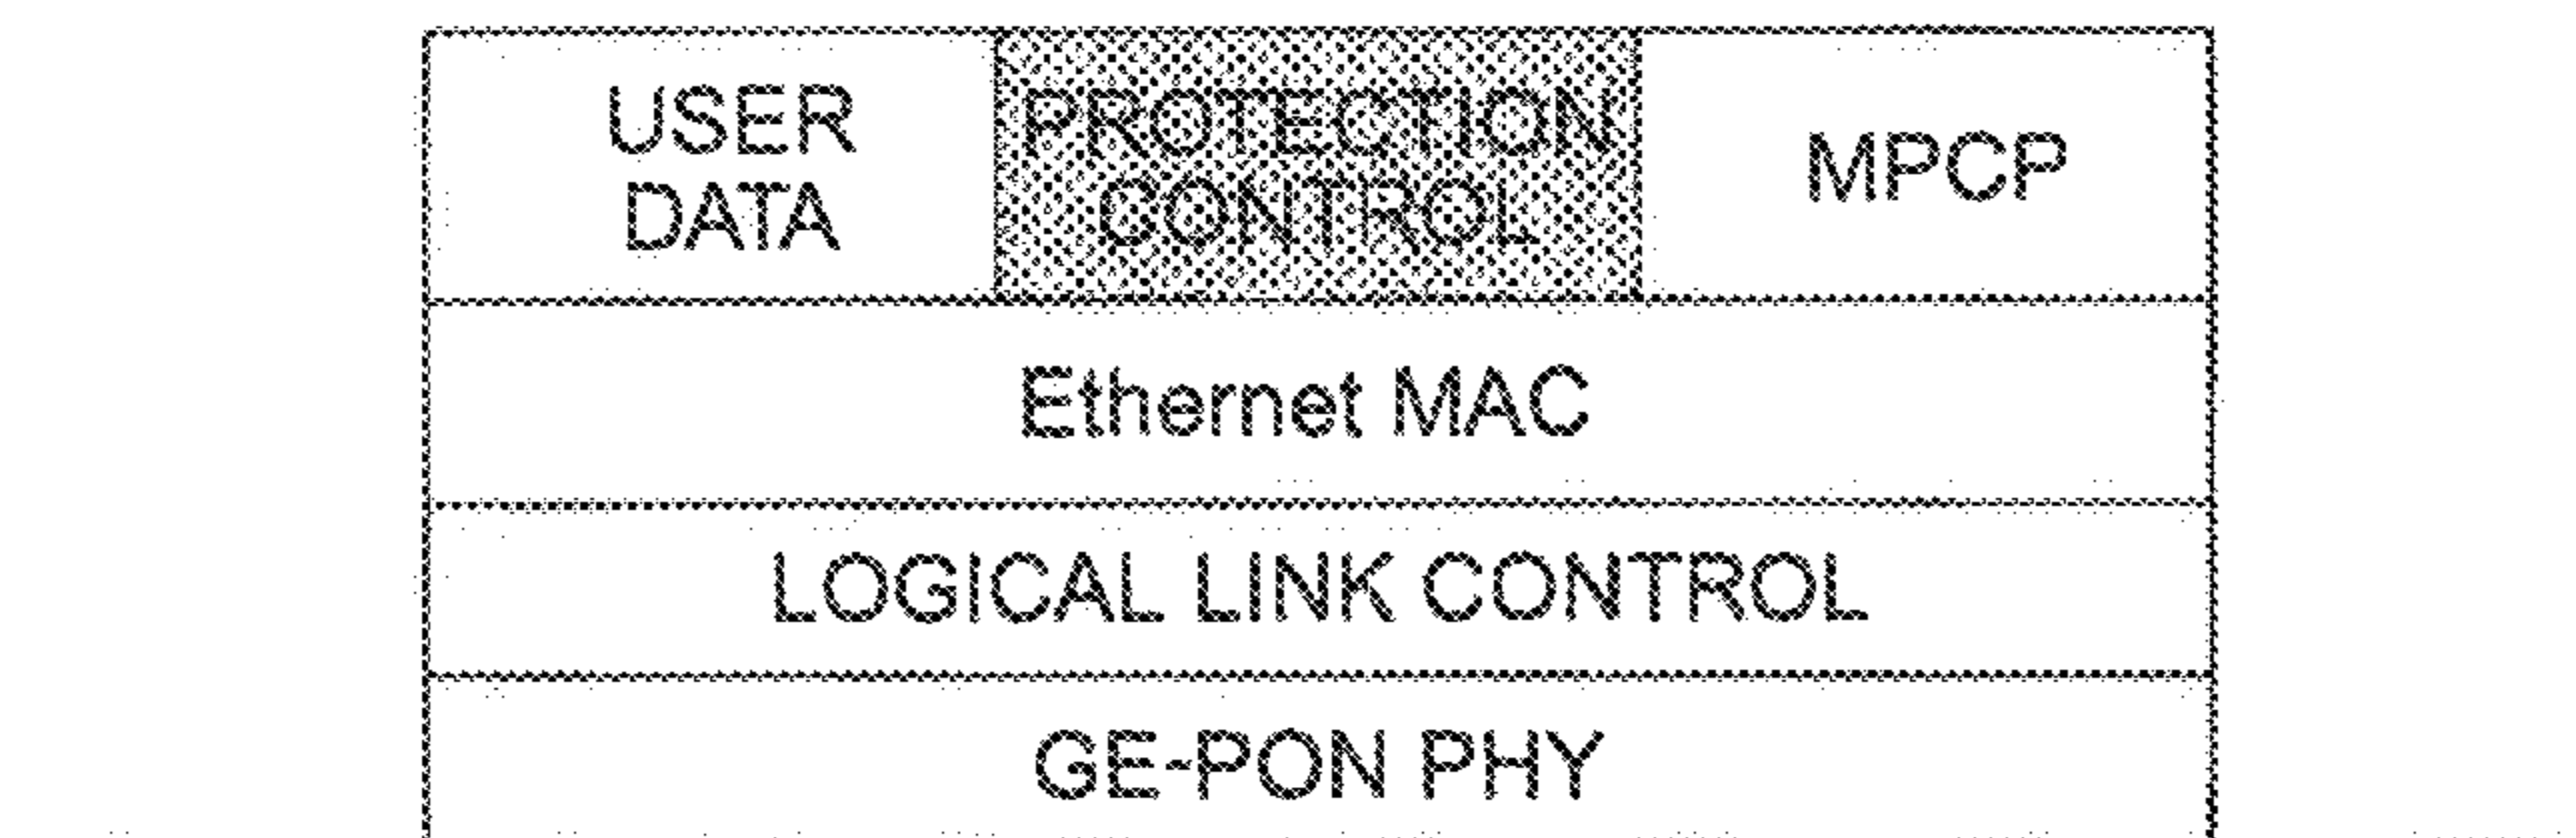 USER
DATA
PROTECTION
CONTROL
MPCP
Ethernet MAC
LOGICAL LINK CONTROL
GE-PON PHY